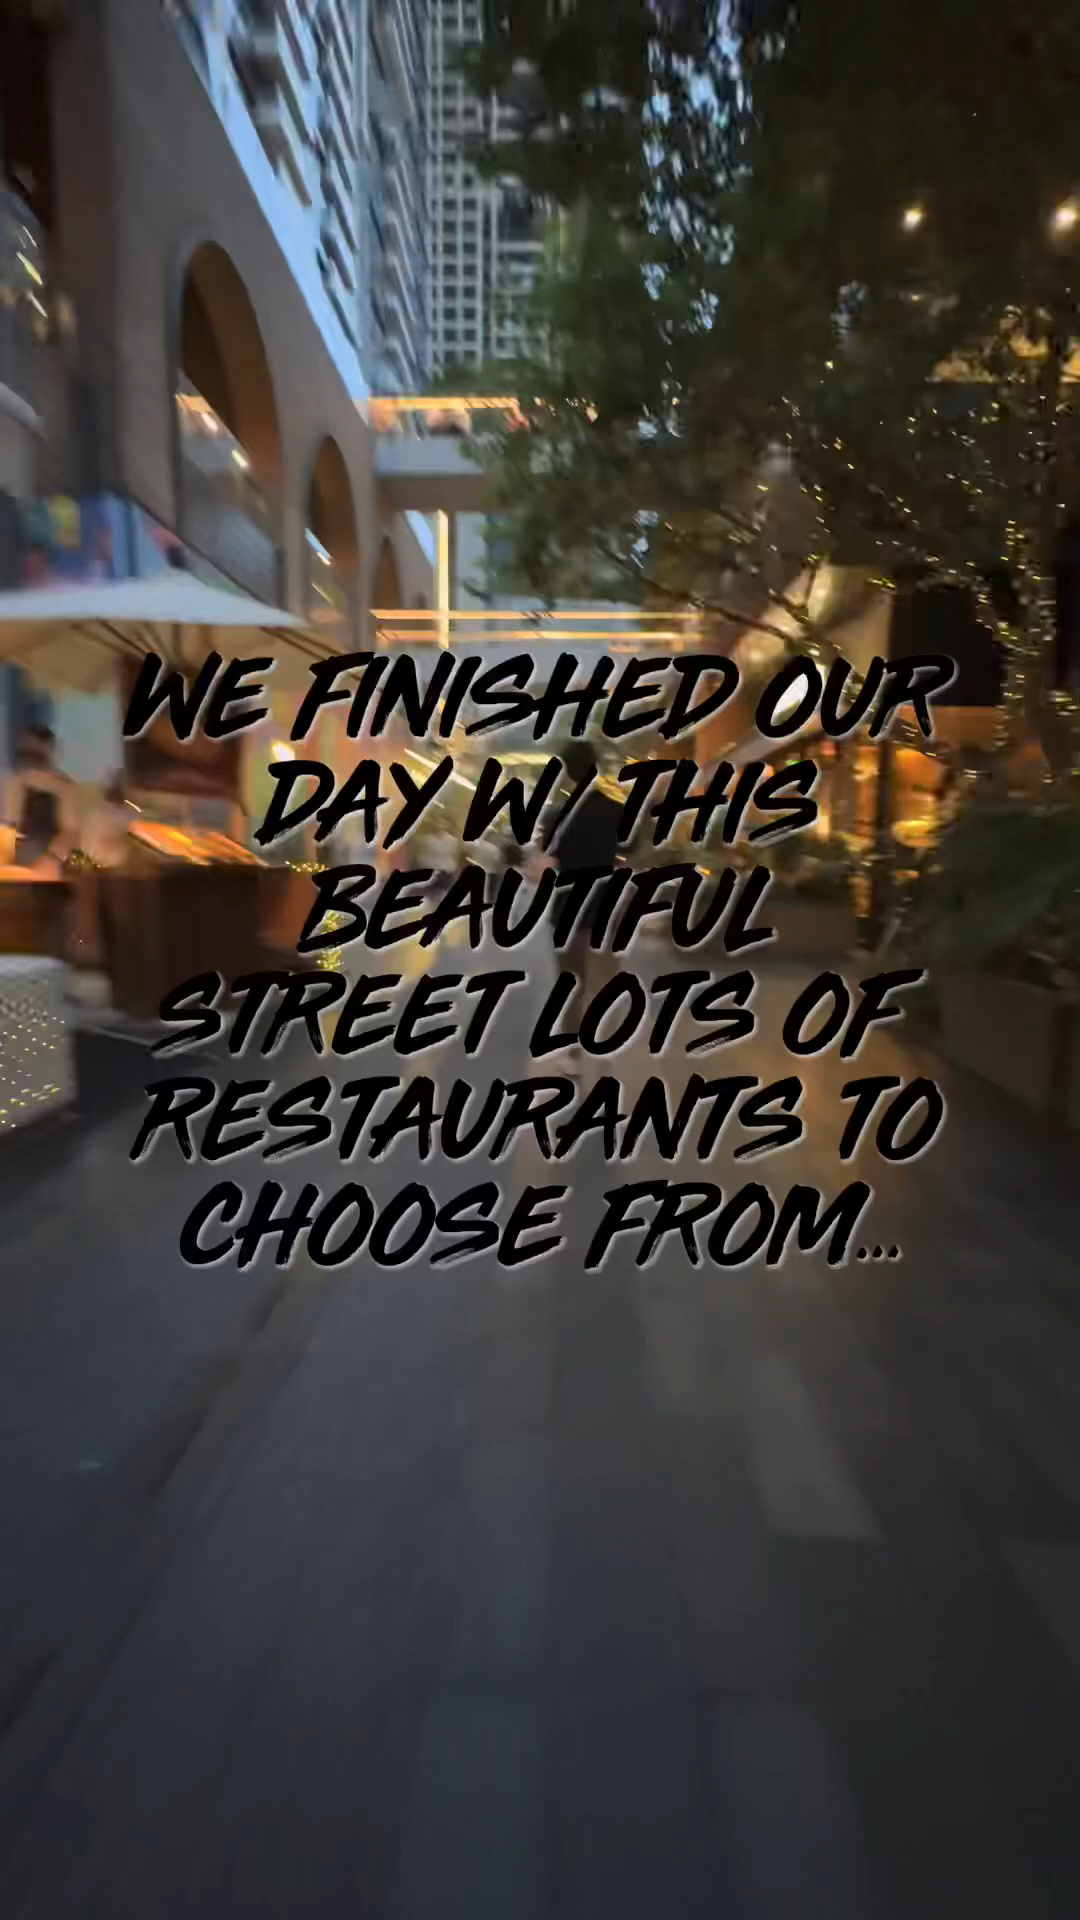 WE FINISHED OUR
DAY W/ THIS
BEAUTIFUL
STREET LOTS OF
RESTAURANTS TO
CHOOSE FROM...